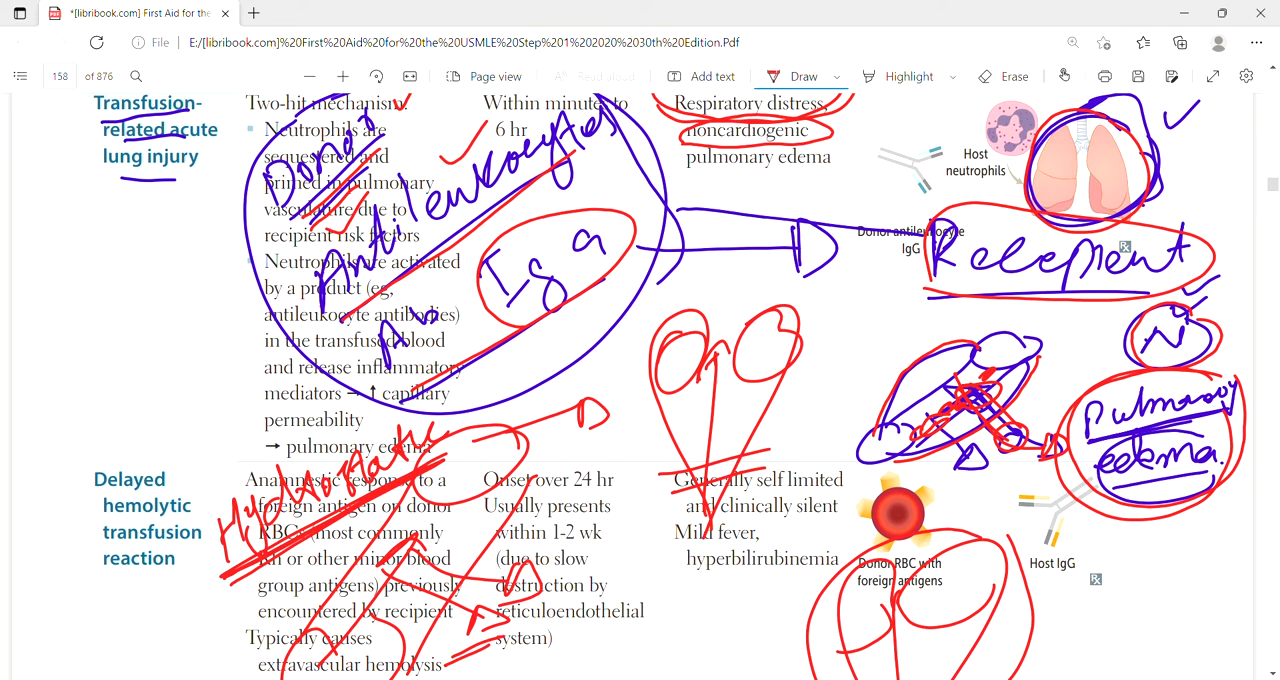 *[libribook.com] First Aid for the
File E:/[libribook.com]%20First%20Aid%20for%20the%20USMLE%20Step%201%202020%2030th%20Edition.Pdf
158 of 876 Page view Read aloud Add text Draw Highlight Erase
Transfusion-
related acute
lung injury
Two-hit mechanism:
Neutrophils are
sequestered and
primed in pulmonary
vasculature due to
recipient risk factors
Neutrophils are activated
by a product (eg,
antileukocyte antibodies)
in the transfused blood
and release inflammatory
mediators → ↑ capillary
permeability
→ pulmonary edema
Within minutes to
6 hr
Respiratory distress,
noncardiogenic
pulmonary edema
Host
neutrophils
Donor antileukocyte
IgG
Donor
Antileukocytes
Ab
IgG
Recepient
N
Pulmonary
edema.
Hydrostatic
Delayed
hemolytic
transfusion
reaction
Anamnestic response to a
foreign antigen on donor
RBCs (most commonly
Rh or other minor blood
group antigens) previously
encountered by recipient
Typically causes
extravascular hemolysis
Onset over 24 hr
Usually presents
within 1-2 wk
(due to slow
destruction by
reticuloendothelial
system)
Generally self limited
and clinically silent
Mild fever,
hyperbilirubinemia
Donor RBC with
foreign antigens
Host IgG